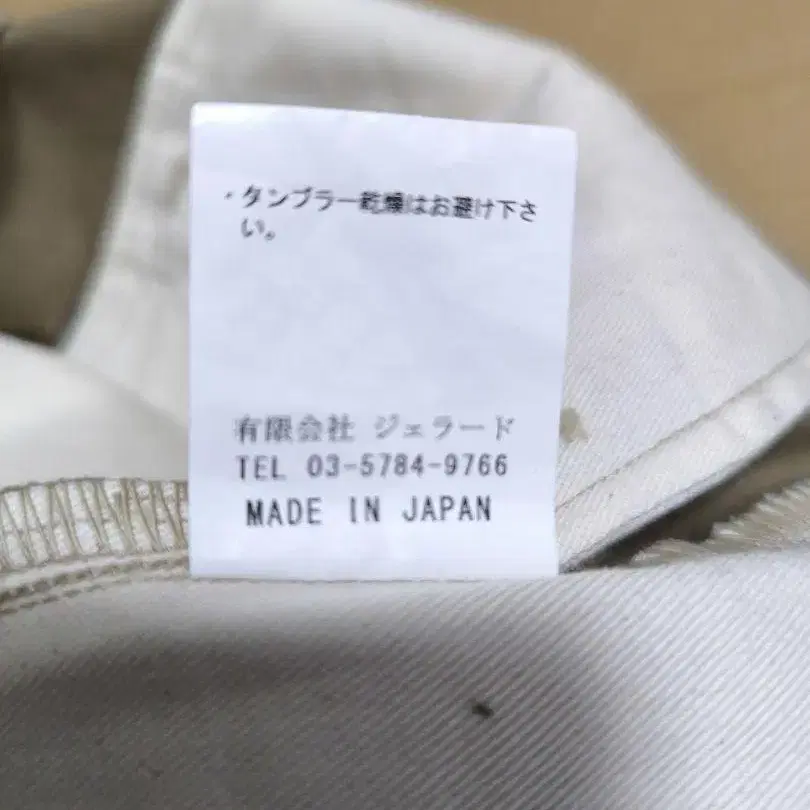 ・タンブラー乾燥はお避け下さ
い。
有限会社 ジェラード
TEL 03-5784-9766
MADE IN JAPAN